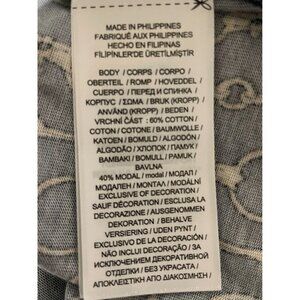 MADE IN PHILIPPINES
FABRIQUÉ AUX PHILIPPINES
HECHO EN FILIPINAS
FİLİPİNLER'DE ÜRETİLMİŞTİR
BODY / CORPS / CORPO /
OBERTEIL / ROMP / HOVEDDEL /
CUERPO / ПЕРЕД И СПИНКА /
КОРПУС / ΣΩΜΑ / BRUK (KROPP) /
ANVÄND (KROPP) / BEDEN /
VRCHNÍ ČÁST : 60% COTTON /
COTON / COTONE / BAUMWOLLE /
KATOEN / BOMULD / ALGODÓN /
ALGODÃO / ХЛОПОК / ПАМУК /
BAMBAKI / BOMULL / PAMUK /
BAVLNA
40% MODAL / modal / MODAL /
МОДАЛЕН / МОНТАΛ / MODÁLNÍ
EXCLUSIVE OF DECORATION /
SAUF DÉCORATION / ESCLUSA LA
DECORAZIONE / AUSGENOMMEN
DEKORATION / BEHALVE
VERSIERING / UDEN PYNT /
EXCLUSIVO DE LA DECORACIÓN /
NÃO INCLUI DECORAÇÃO / ЗА
ИСКЛЮЧЕНИЕМ ДЕКОРАТИВНОЙ
ОТДЕЛКИ / БЕЗ УКРАСАТА /
ΑΠΟΚΛΕΙΣΤΙΚΗ ΑΠΟ ΔΙΑΚΟΣΜΗΣΗ /